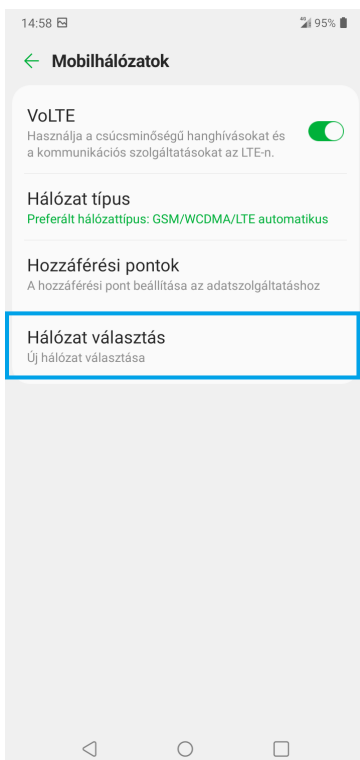 14:58 4G 95%
Mobilhálózatok
VoLTE
Használja a csúcsminőségű hanghívásokat és
a kommunikációs szolgáltatásokat az LTE-n.
Hálózat típus
Preferált hálózattípus: GSM/WCDMA/LTE automatikus
Hozzáférési pontok
A hozzáférési pont beállítása az adatszolgáltatáshoz
Hálózat választás
Új hálózat választása